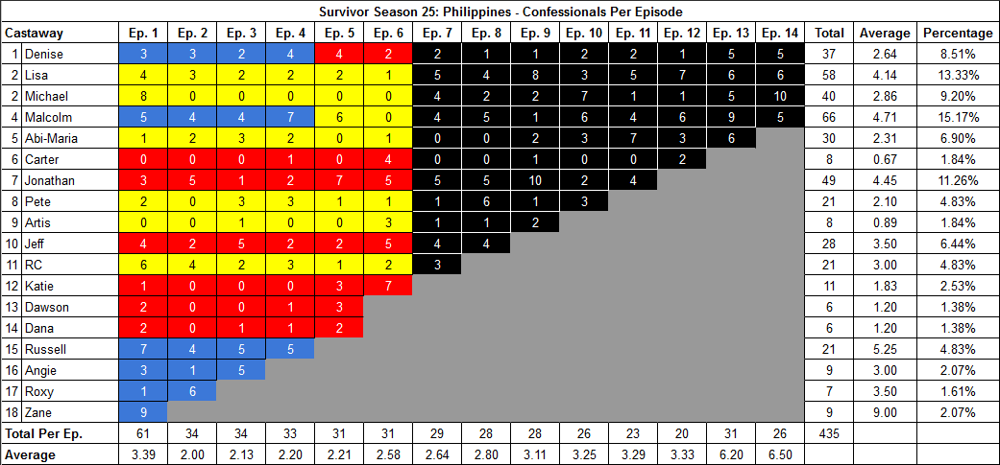 Survivor Season 25: Philippines - Confessionals Per Episode
Castaway Ep. 1 Ep. 2 Ep. 3 Ep. 4 Ep. 5 Ep. 6 Ep. 7 Ep. 8 Ep. 9 Ep. 10 Ep. 11 Ep. 12 Ep. 13 Ep. 14 Total Average Percentage
1 Denise 3 3 2 4 4 2 2 1 1 2 2 1 5 5 37 2.64 8.51%
2 Lisa 4 3 2 2 2 1 5 4 8 3 5 7 6 6 58 4.14 13.33%
2 Michael 8 0 0 0 0 0 4 2 2 7 1 1 5 10 40 2.86 9.20%
4 Malcolm 5 4 4 7 6 0 4 5 1 6 4 6 9 5 66 4.71 15.17%
5 Abi-Maria 1 2 3 2 0 1 0 0 2 3 7 3 6 30 2.31 6.90%
6 Carter 0 0 0 1 0 4 0 0 0 0 1 2 8 0.67 1.84%
7 Jonathan 3 5 1 2 7 5 5 5 10 2 4 49 4.45 11.26%
8 Pete 2 0 3 3 1 1 1 6 1 3 21 2.10 4.83%
9 Artis 0 0 1 0 0 3 1 1 2 8 0.89 1.84%
10 Jeff 4 2 5 2 2 5 4 4 28 3.50 6.44%
11 RC 6 4 2 3 1 2 3 21 3.00 4.83%
12 Katie 1 0 0 0 3 7 11 1.83 2.53%
13 Dawson 2 0 0 1 3 6 1.20 1.38%
14 Dana 2 0 1 1 2 6 1.20 1.38%
15 Russell 7 4 5 5 21 5.25 4.83%
16 Angie 3 1 5 9 3.00 2.07%
17 Roxy 1 6 7 3.50 1.61%
18 Zane 9 9 9.00 2.07%
Total Per Ep. 61 34 34 33 31 31 29 28 28 26 23 20 31 26 435
Average 3.39 2.00 2.13 2.20 2.21 2.58 2.64 2.80 3.11 3.25 3.29 3.33 6.20 6.50